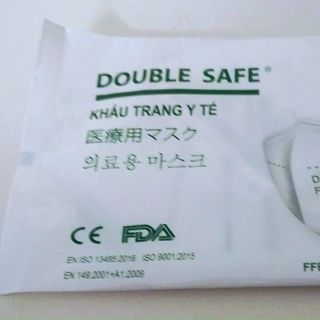 DOUBLE SAFE®
KHẨU TRANG Y TẾ
医療用マスク
의료용 마스크
CE FDA
EN ISO 13485:2016 ISO 9001:2015
EN 149:2001+A1:2009